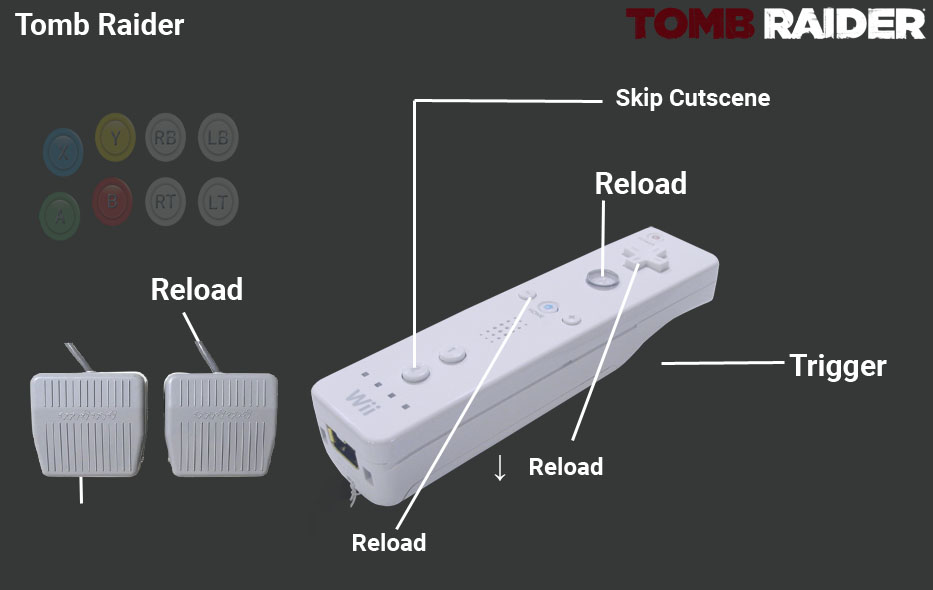 Tomb Raider
TOMB RAIDER
Skip Cutscene
X
Y
RB
LB
A
B
RT
LT
Reload
Reload
Trigger
Wii
↓ Reload
Reload